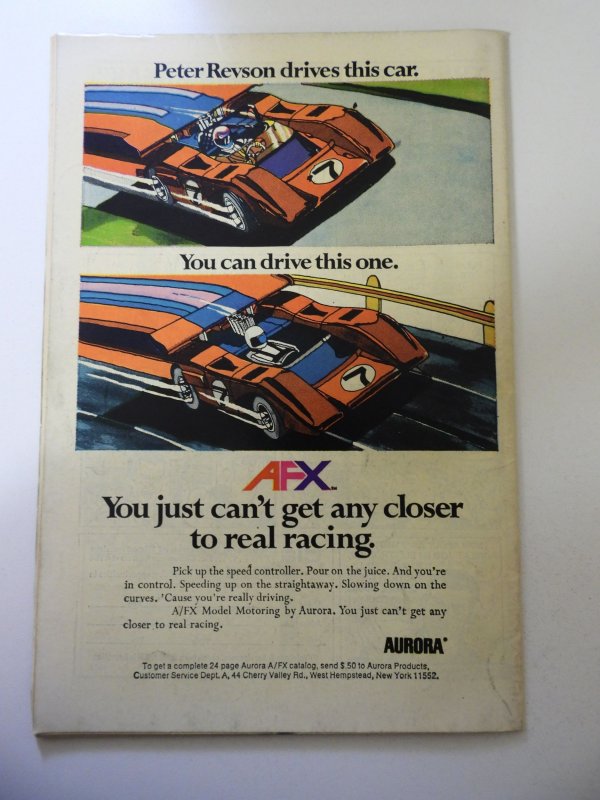 Peter Revson drives this car.
7
7
You can drive this one.
7
7
AFX™
You just can't get any closer
to real racing.
Pick up the speed controller. Pour on the juice. And you're
in control. Speeding up on the straightaway. Slowing down on the
curves. 'Cause you're really driving.
A/FX Model Motoring by Aurora. You just can't get any
closer to real racing.
AURORA®
To get a complete 24 page Aurora A/FX catalog, send $.50 to Aurora Products,
Customer Service Dept. A, 44 Cherry Valley Rd., West Hempstead, New York 11552.